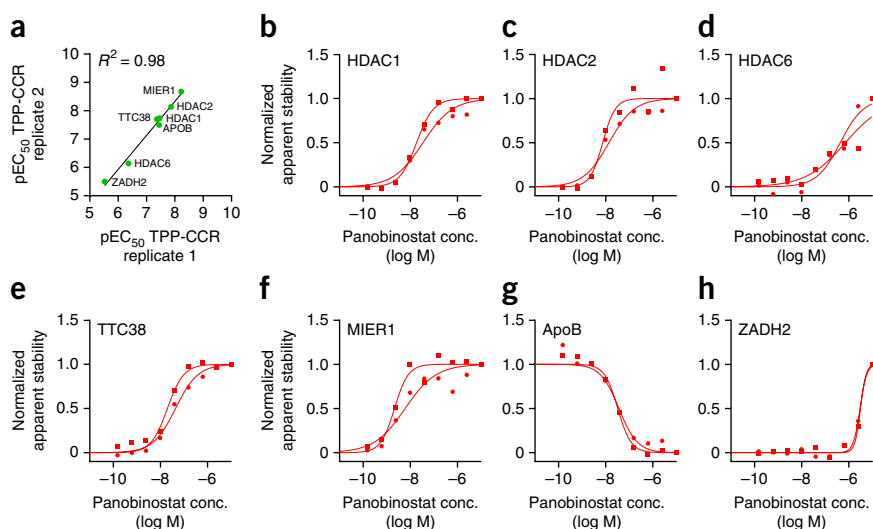 a
R² = 0.98
10
9
8
7
6
5
5 6 7 8 9 10
MIER1
HDAC2
TTC38
HDAC1
APOB
HDAC6
ZADH2
pEC₅₀ TPP-CCR
replicate 2
pEC₅₀ TPP-CCR
replicate 1
b
HDAC1
1.5
1.0
0.5
0
−10 −8 −6
Normalized
apparent stability
Panobinostat conc.
(log M)
c
HDAC2
1.5
1.0
0.5
0
−10 −8 −6
Panobinostat conc.
(log M)
d
HDAC6
1.5
1.0
0.5
0
−10 −8 −6
Panobinostat conc.
(log M)
e
TTC38
1.5
1.0
0.5
0
−10 −8 −6
Normalized
apparent stability
Panobinostat conc.
(log M)
f
MIER1
1.5
1.0
0.5
0
−10 −8 −6
Normalized
apparent stability
Panobinostat conc.
(log M)
g
ApoB
1.5
1.0
0.5
0
−10 −8 −6
Panobinostat conc.
(log M)
h
ZADH2
1.5
1.0
0.5
0
−10 −8 −6
Panobinostat conc.
(log M)